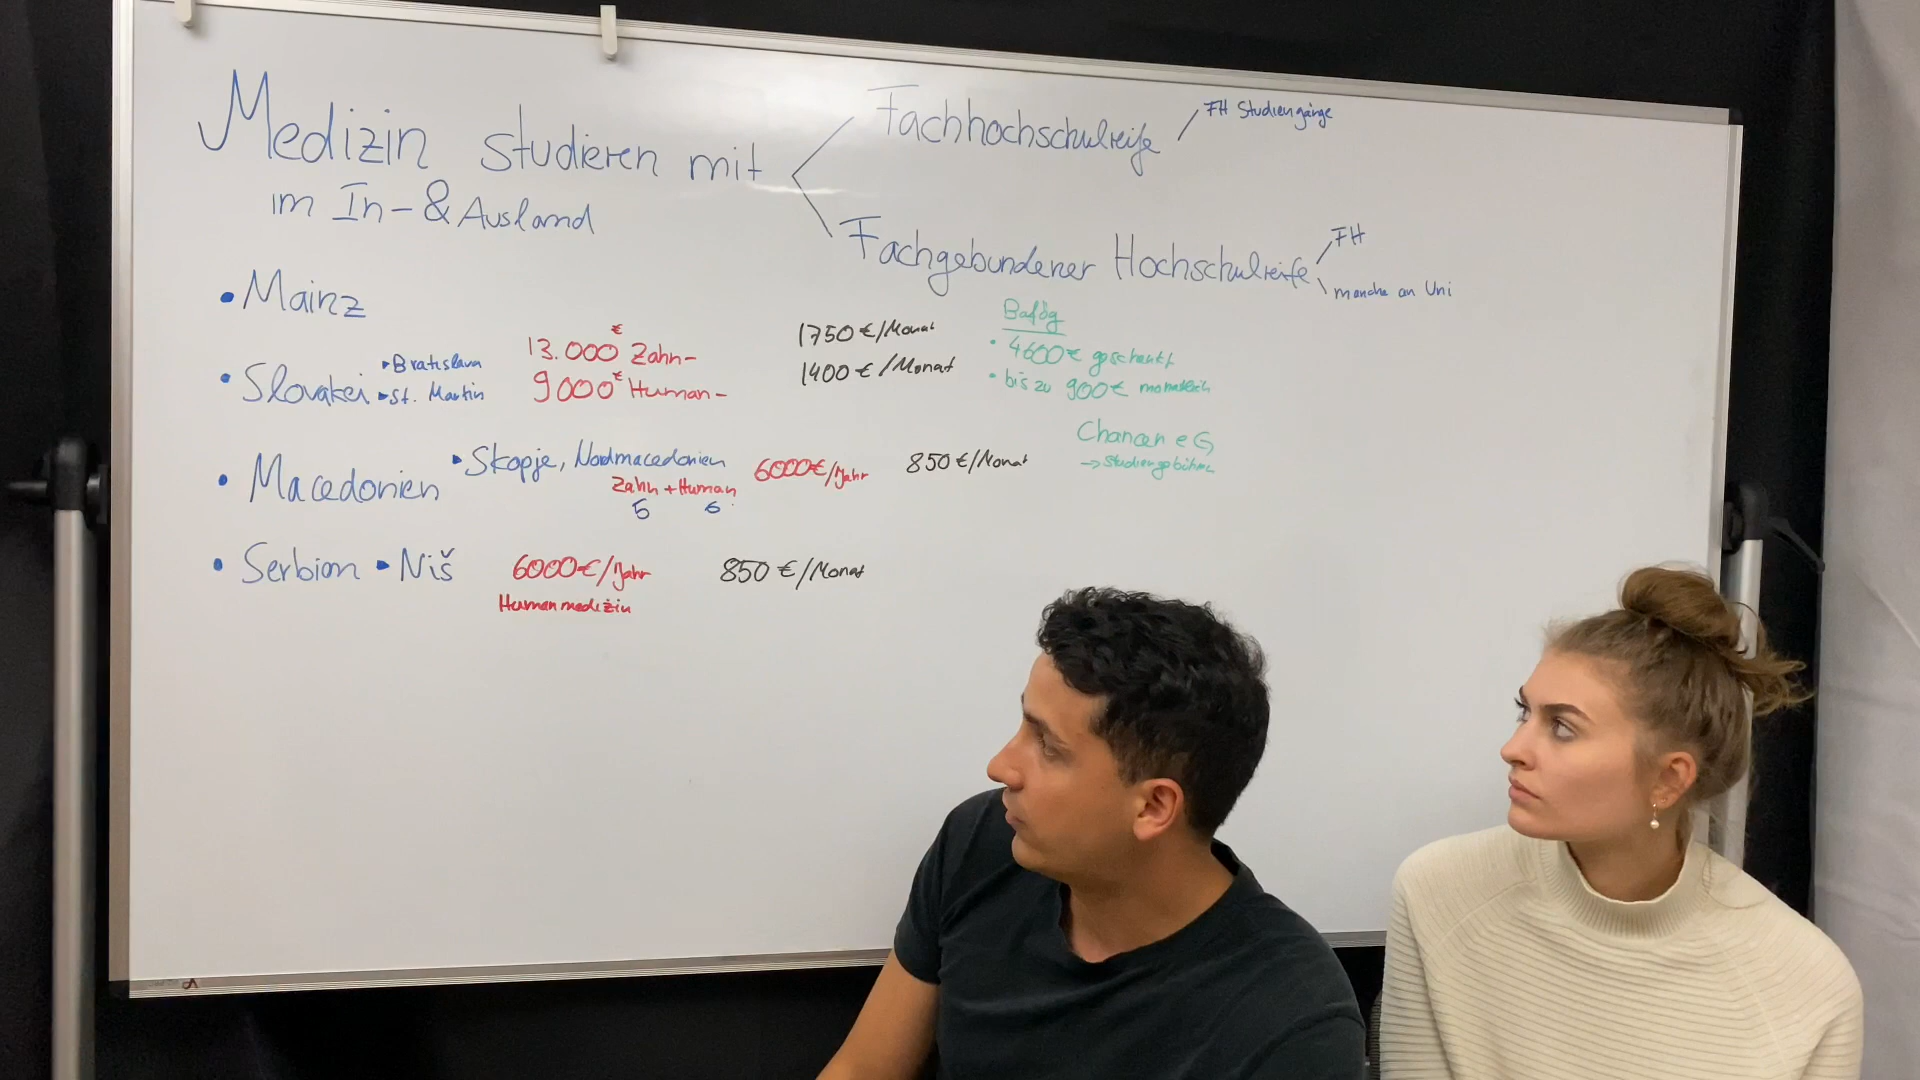 Medizin studieren mit
im In- & Ausland
Fachhochschulreife
FH Studiengänge
Fachgebundener Hochschulreife
FH
manche an Uni
• Mainz
• Slovakei
▸ Bratislava
▸ St. Martin
13.000 € Zahn-
9000 € Human-
1750 €/Monat
1400 €/Monat
Bafög
• 4600 € geschenkt
• bis zu 900 € monatlich
Chancen eG
→ Studiengebühren
• Macedonien
▸ Skopje, Nordmacedonien
Zahn + Human
5 6
6000 €/Jahr
850 €/Monat
• Serbien ▸ Niš
6000 €/Jahr
Humanmedizin
850 €/Monat